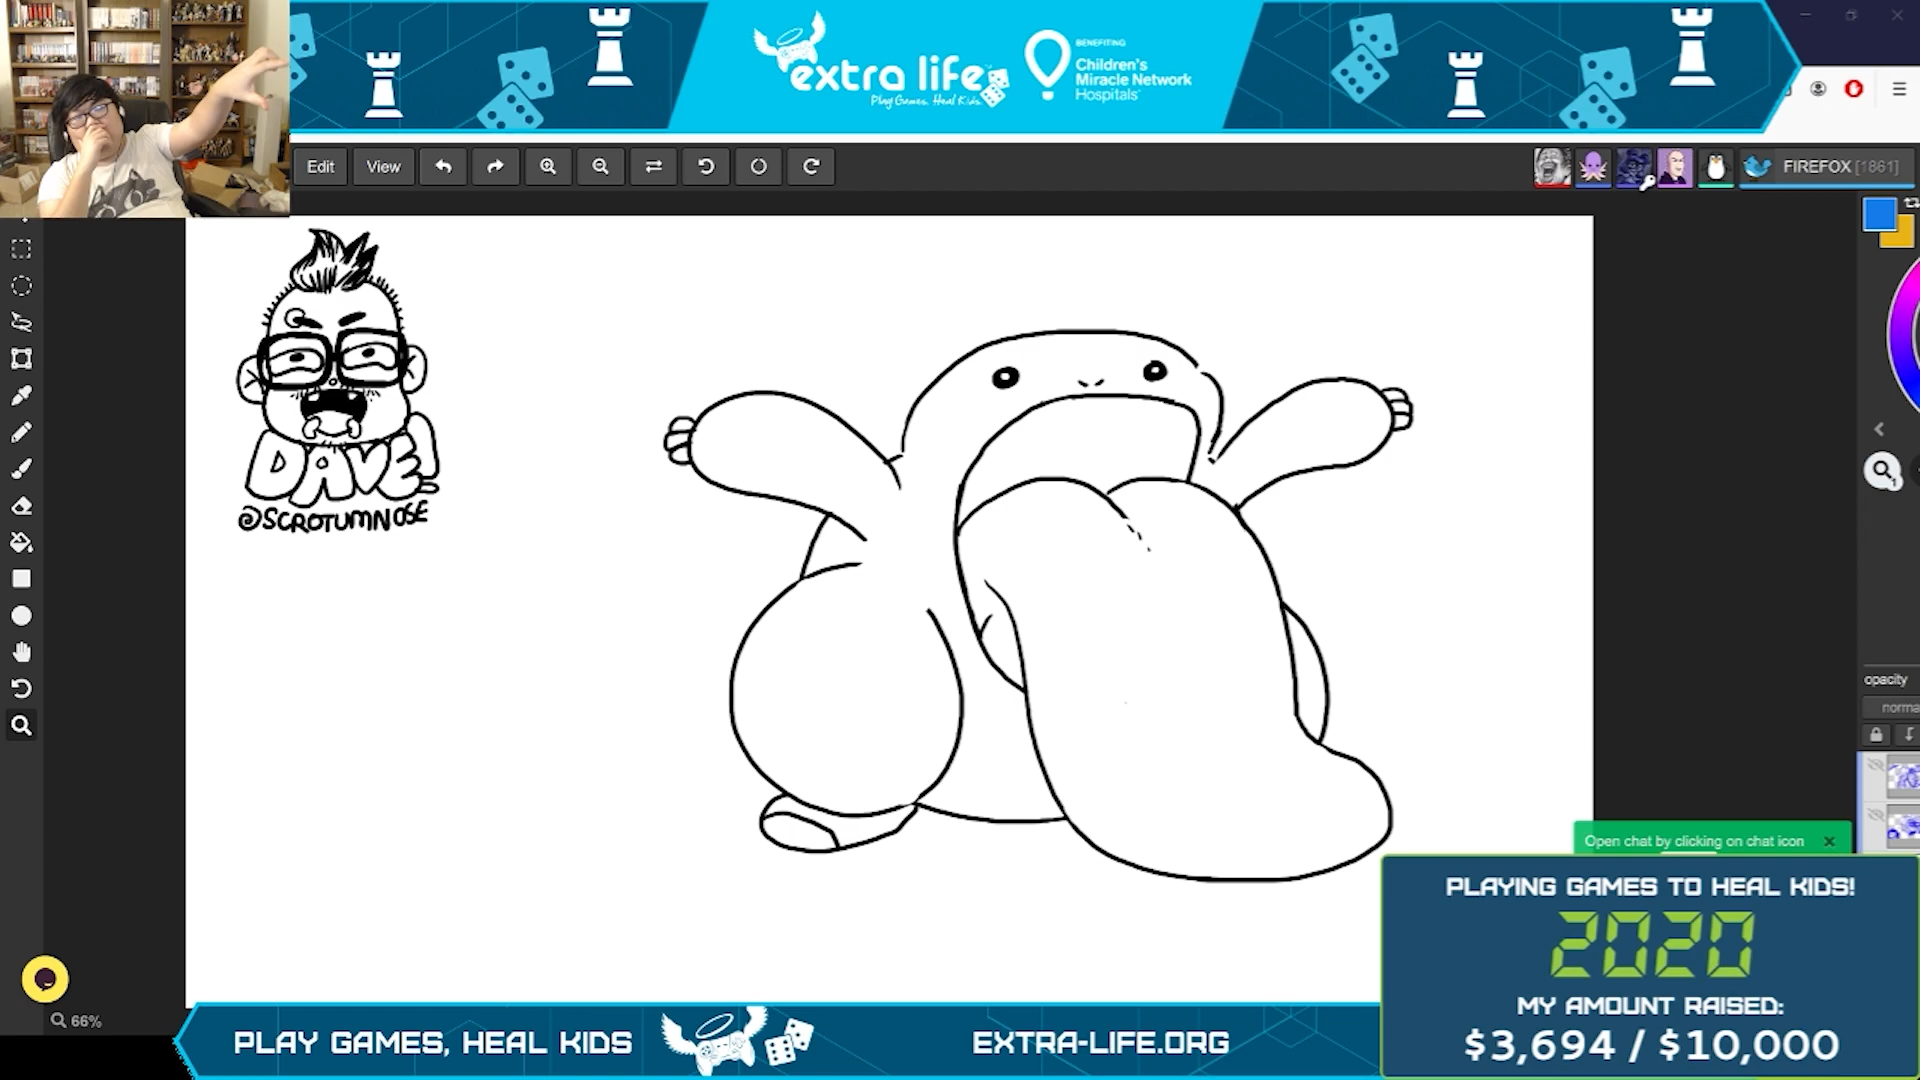 extra life
Play Games. Heal Kids.
BENEFITING
Children's
Miracle Network
Hospitals
Edit
View
FIREFOX [1861]
DAVE
@SCROTUMNOSE
opacity
norma
Open chat by clicking on chat icon
PLAYING GAMES TO HEAL KIDS!
2020
MY AMOUNT RAISED:
$3,694 / $10,000
66%
PLAY GAMES, HEAL KIDS
EXTRA-LIFE.ORG